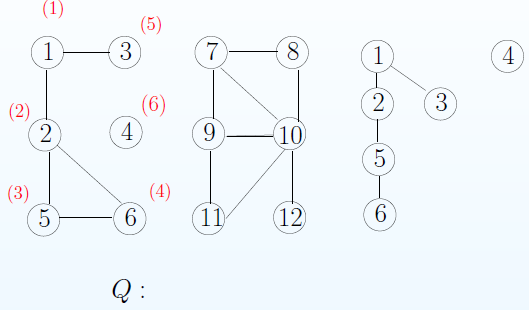 (1)
1 3 (5) 7 8 1 4
(2) 2 4 (6) 9 10 2 3
5
(3) 5 6 (4) 11 12 6
Q :